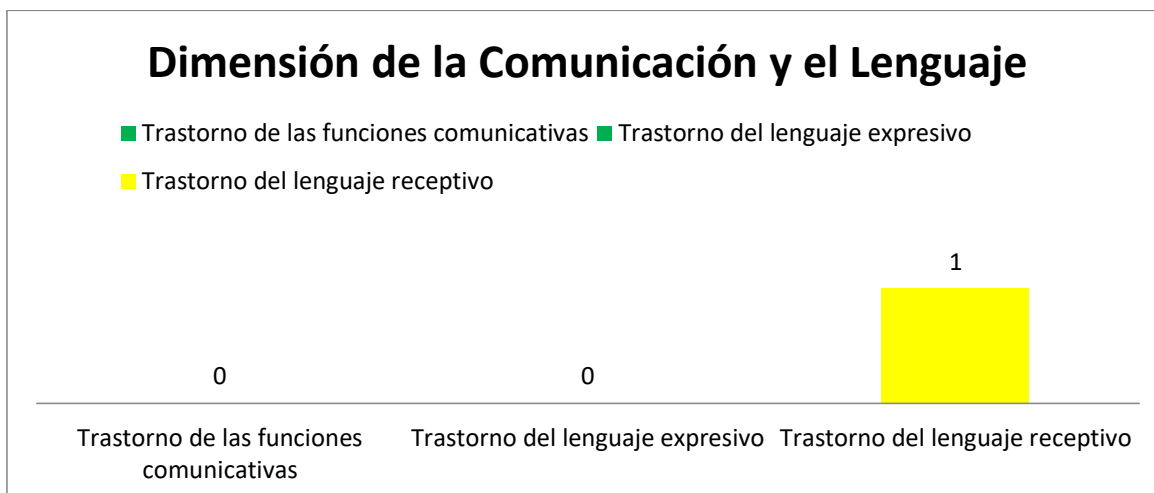 Dimensión de la Comunicación y el Lenguaje
Trastorno de las funciones comunicativas Trastorno del lenguaje expresivo
Trastorno del lenguaje receptivo
1
0
0
Trastorno de las funciones
comunicativas
Trastorno del lenguaje expresivo
Trastorno del lenguaje receptivo